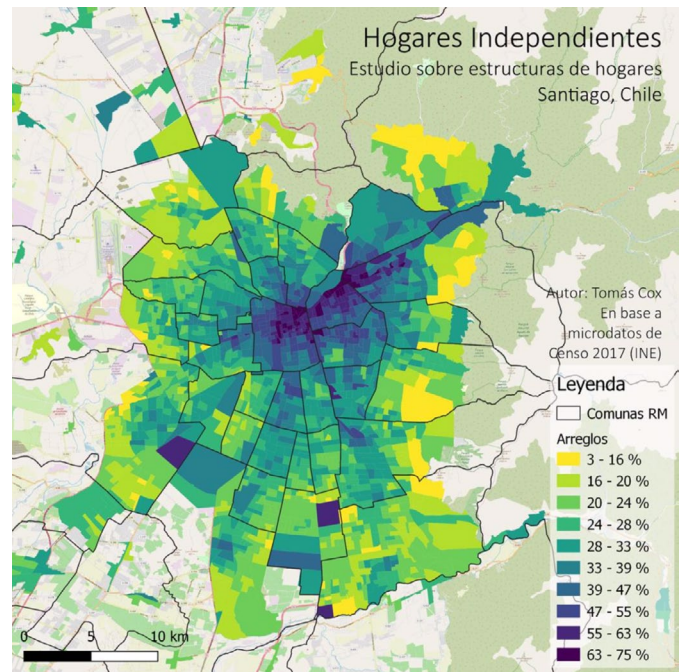 Hogares Independientes
Estudio sobre estructuras de hogares
Santiago, Chile
Autor: Tomás Cox
En base a
microdatos de
Censo 2017 (INE)
Leyenda
Comunas RM
Arreglos
3 - 16 %
16 - 20 %
20 - 24 %
24 - 28 %
28 - 33 %
33 - 39 %
39 - 47 %
47 - 55 %
55 - 63 %
63 - 75 %
0 5 10 km